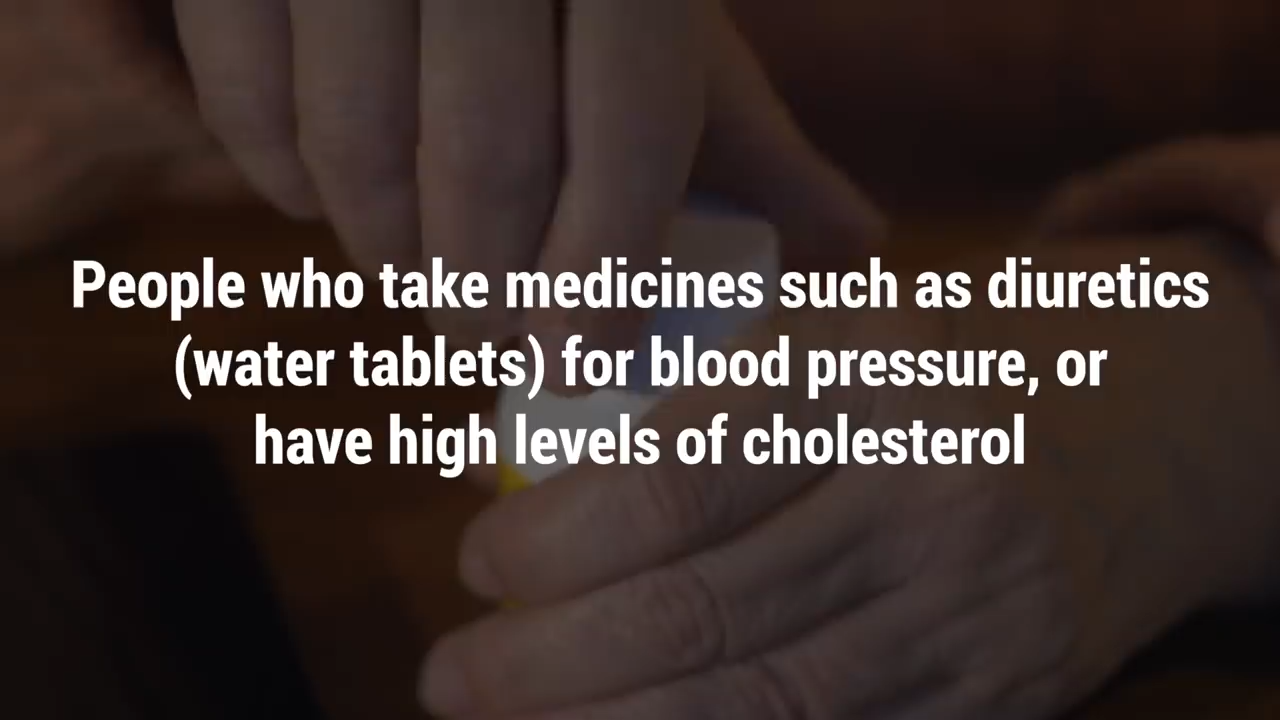 People who take medicines such as diuretics
(water tablets) for blood pressure, or
have high levels of cholesterol